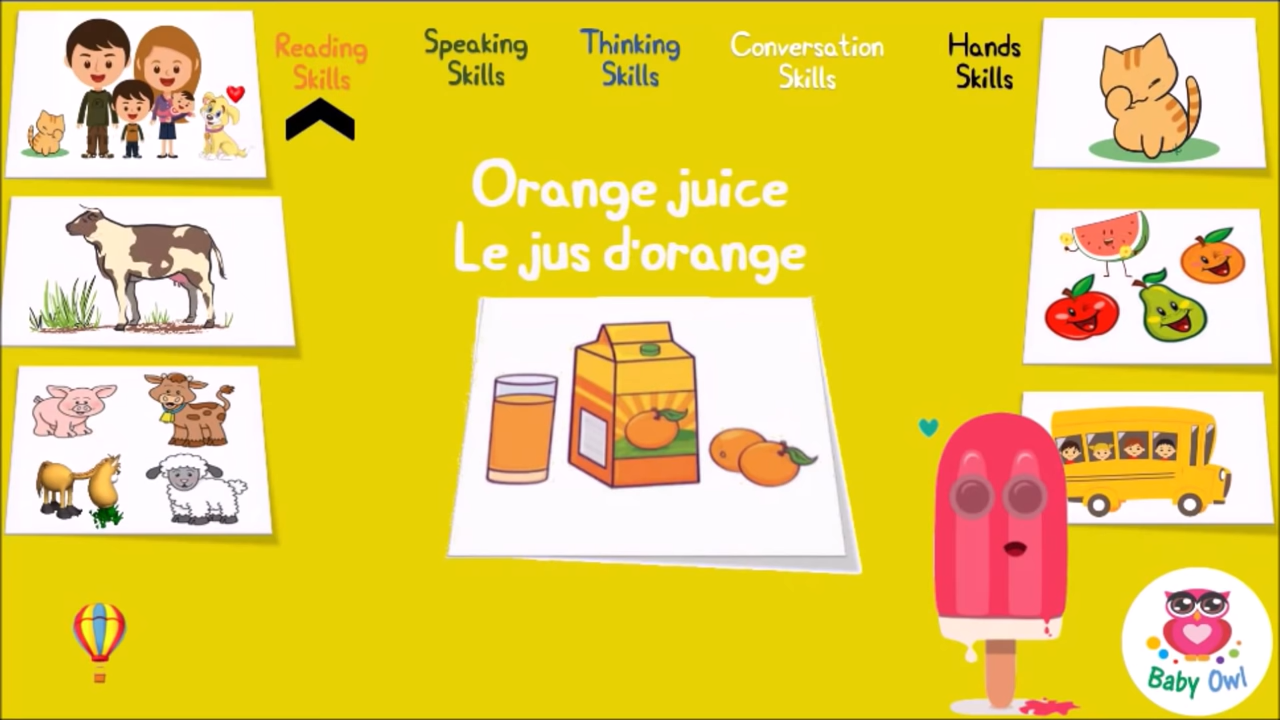 Reading
Skills
Speaking
Skills
Thinking
Skills
Conversation
Skills
Hands
Skills
Orange juice
Le jus d'orange
Baby Owl